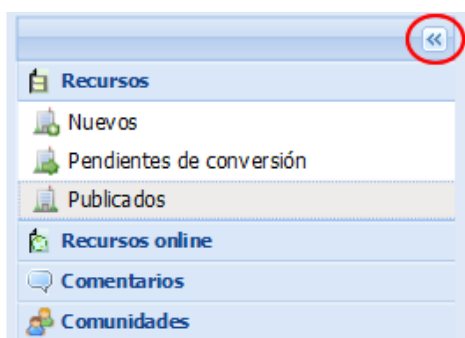 Recursos
Nuevos
Pendientes de conversión
Publicados
Recursos online
Comentarios
Comunidades